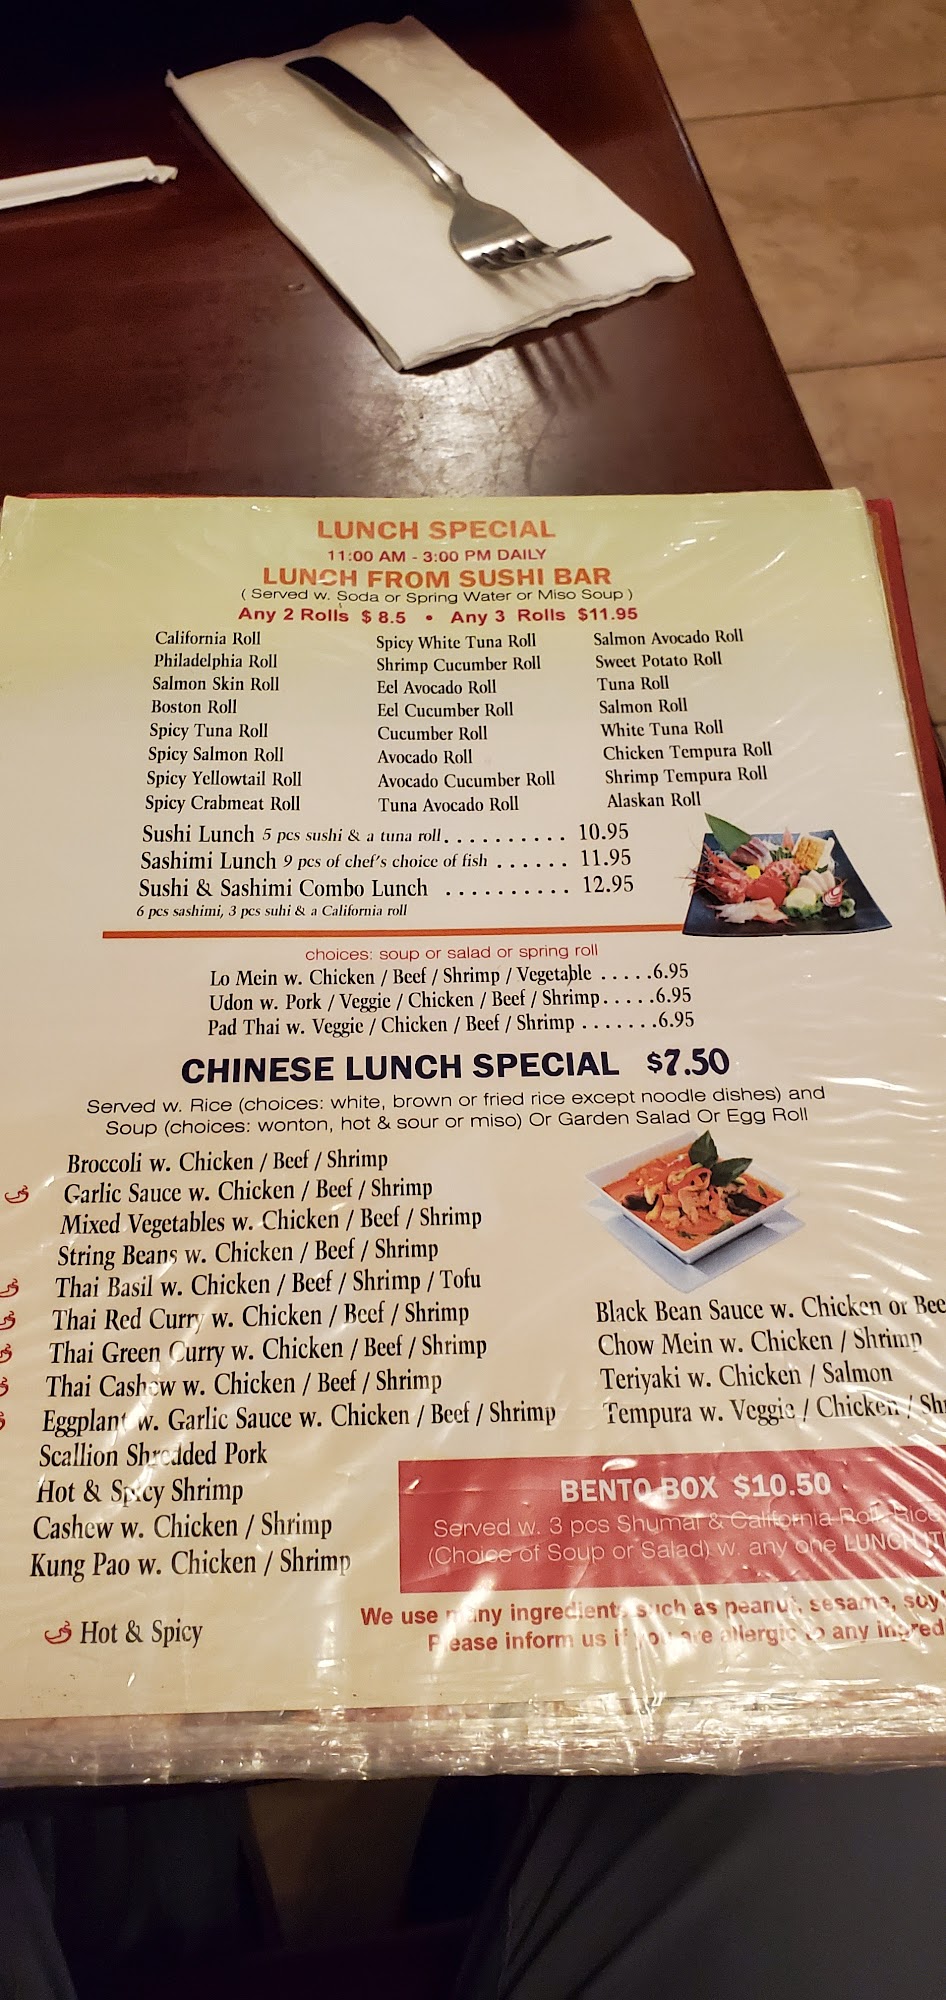 LUNCH SPECIAL
11:00 AM - 3:00 PM DAILY
LUNCH FROM SUSHI BAR
( Served w. Soda or Spring Water or Miso Soup )
Any 2 Rolls $ 8.5 • Any 3 Rolls $11.95
California Roll
Philadelphia Roll
Salmon Skin Roll
Boston Roll
Spicy Tuna Roll
Spicy Salmon Roll
Spicy Yellowtail Roll
Spicy Crabmeat Roll
Spicy White Tuna Roll
Shrimp Cucumber Roll
Eel Avocado Roll
Eel Cucumber Roll
Cucumber Roll
Avocado Roll
Avocado Cucumber Roll
Tuna Avocado Roll
Salmon Avocado Roll
Sweet Potato Roll
Tuna Roll
Salmon Roll
White Tuna Roll
Chicken Tempura Roll
Shrimp Tempura Roll
Alaskan Roll
Sushi Lunch 5 pcs sushi & a tuna roll. . . . . . . . . . 10.95
Sashimi Lunch 9 pcs of chef's choice of fish . . . . . . 11.95
Sushi & Sashimi Combo Lunch . . . . . . . . . . 12.95
6 pcs sashimi, 3 pcs suhi & a California roll
choices: soup or salad or spring roll
Lo Mein w. Chicken / Beef / Shrimp / Vegetable . . . . .6.95
Udon w. Pork / Veggie / Chicken / Beef / Shrimp. . . . .6.95
Pad Thai w. Veggie / Chicken / Beef / Shrimp . . . . . . .6.95
CHINESE LUNCH SPECIAL $7.50
Served w. Rice (choices: white, brown or fried rice except noodle dishes) and
Soup (choices: wonton, hot & sour or miso) Or Garden Salad Or Egg Roll
Broccoli w. Chicken / Beef / Shrimp
Garlic Sauce w. Chicken / Beef / Shrimp
Mixed Vegetables w. Chicken / Beef / Shrimp
String Beans w. Chicken / Beef / Shrimp
Thai Basil w. Chicken / Beef / Shrimp / Tofu
Thai Red Curry w. Chicken / Beef / Shrimp
Thai Green Curry w. Chicken / Beef / Shrimp
Thai Cashew w. Chicken / Beef / Shrimp
Eggplant w. Garlic Sauce w. Chicken / Beef / Shrimp
Scallion Shredded Pork
Hot & Spicy Shrimp
Cashew w. Chicken / Shrimp
Kung Pao w. Chicken / Shrimp
Hot & Spicy
Black Bean Sauce w. Chicken or Bee
Chow Mein w. Chicken / Shrimp
Teriyaki w. Chicken / Salmon
Tempura w. Veggie / Chicken / Sh
BENTO BOX $10.50
Served w. 3 pcs Shumai & California Roll, Rice
(Choice of Soup or Salad) w. any one LUNCH
We use many ingredients such as peanut, sesame, soy
Please inform us if you are allergic to any ingred